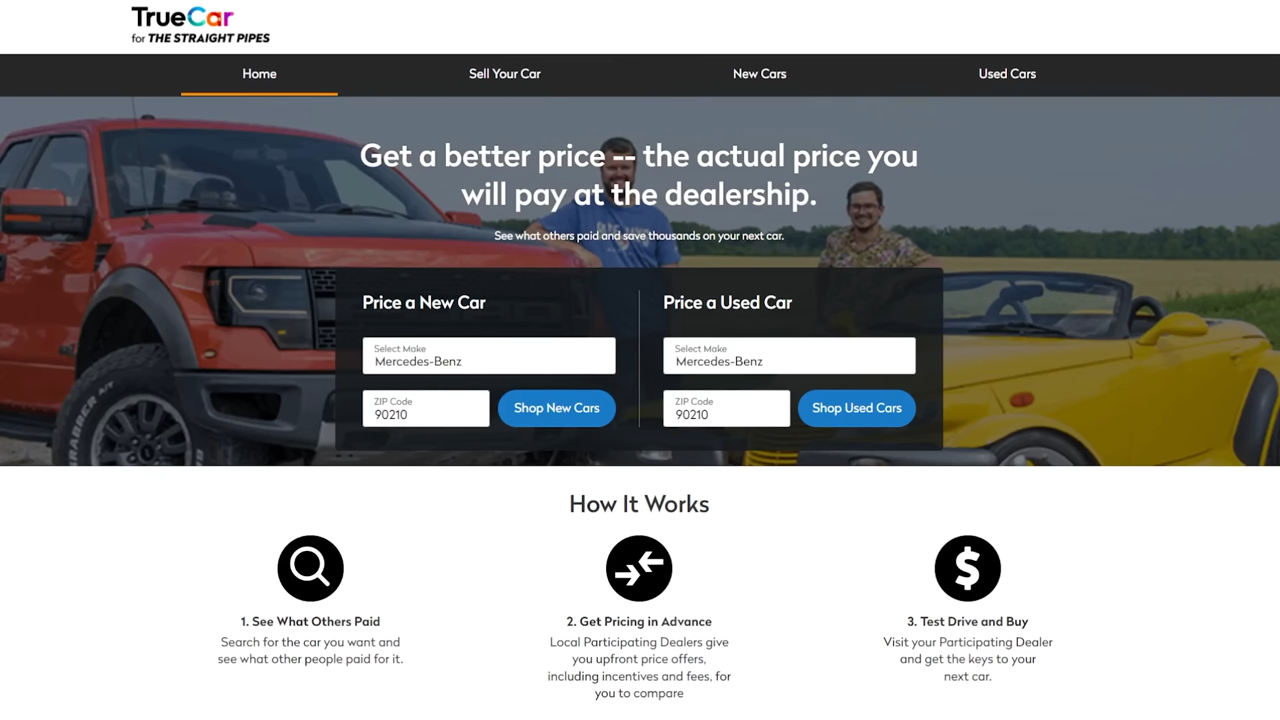 TrueCar
for THE STRAIGHT PIPES
Home
Sell Your Car
New Cars
Used Cars
Get a better price -- the actual price you
will pay at the dealership.
See what others paid and save thousands on your next car.
Price a New Car
Select Make
Mercedes-Benz
ZIP Code
90210
Shop New Cars
Price a Used Car
Select Make
Mercedes-Benz
ZIP Code
90210
Shop Used Cars
How It Works
1. See What Others Paid
Search for the car you want and
see what other people paid for it.
2. Get Pricing in Advance
Local Participating Dealers give
you upfront price offers,
including incentives and fees, for
you to compare
3. Test Drive and Buy
Visit your Participating Dealer
and get the keys to your
next car.